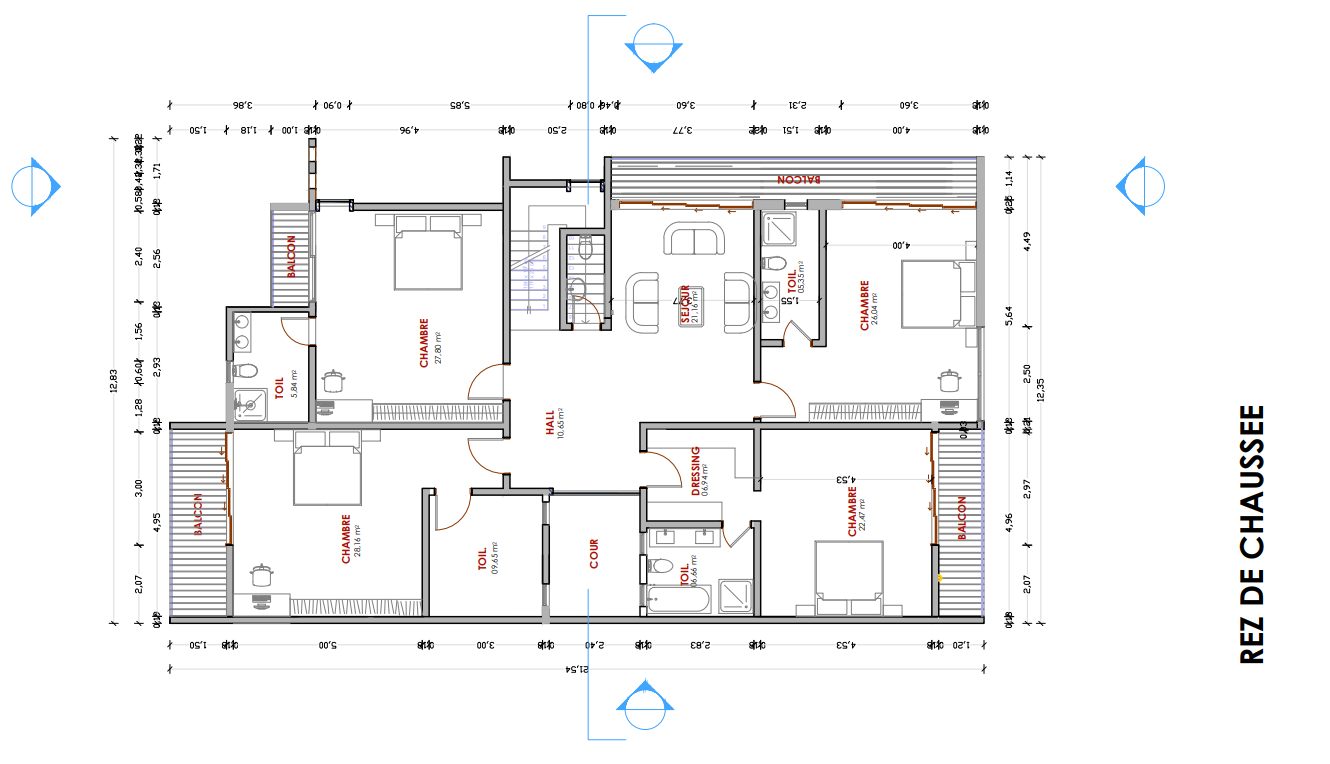 3,86
0,90
5,85
0,80
3,60
2,31
3,60
1,50
1,18
1,00
4,96
2,50
3,77
1,51
4,00
BALCON
1,71
1,14
BALCON
2,40
2,56
4,49
4,00
TOIL
05.35 m²
1,55
SEJOUR
21,16 m²
CHAMBRE
26,04 m²
CHAMBRE
27.80 m²
5,64
1,56
0,60
2,93
1,28
12,83
TOIL
5,84 m²
2,50
12,35
HALL
10.65 m²
DRESSING
06.94 m²
4,53
BALCON
3,00
4,95
2,07
CHAMBRE
28,16 m²
TOIL
09.65 m²
COUR
TOIL
06.66 m²
CHAMBRE
22.47 m²
BALCON
2,97
4,96
2,07
1,50
5,00
3,00
2,40
2,83
4,53
1,20
21,54
REZ DE CHAUSSEE